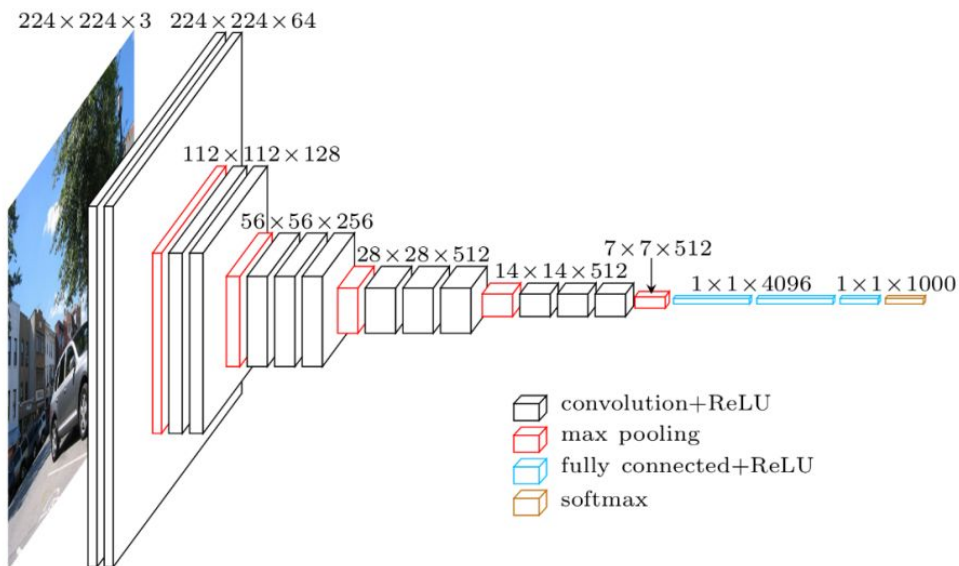 224×224×3
224×224×64
112×112×128
56×56×256
28×28×512
14×14×512
7×7×512
1×1×4096
1×1×1000
convolution+ReLU
max pooling
fully connected+ReLU
softmax